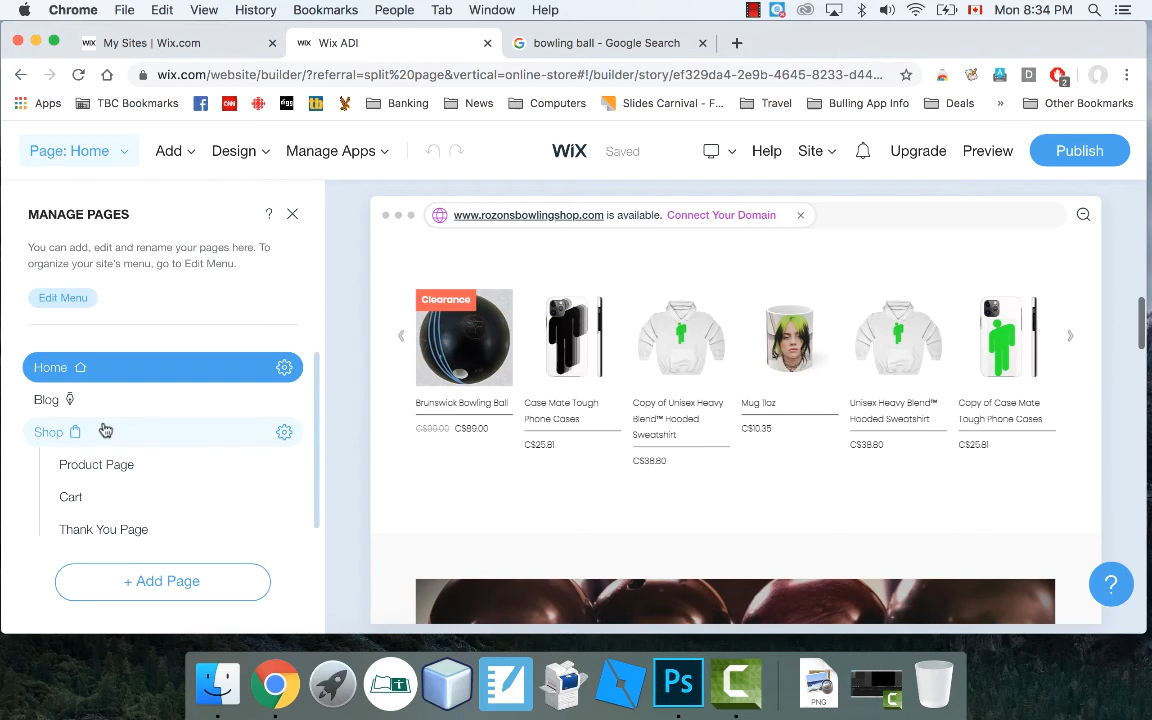 Chrome File Edit View History Bookmarks People Tab Window Help Mon 8:34 PM
WiX My Sites | Wix.com
WiX Wix ADI
bowling ball - Google Search
wix.com/website/builder/?referral=split%20page&vertical=online-store#!/builder/story/ef329da4-2e9b-4645-8233-d44...
2
Apps TBC Bookmarks CNN digg Banking News Computers Slides Carnival - F... Travel Bulling App Info Deals » Other Bookmarks
Page: Home Add Design Manage Apps WiX Saved Help Site Upgrade Preview Publish
MANAGE PAGES
?
You can add, edit and rename your pages here. To
organize your site's menu, go to Edit Menu.
Edit Menu
Home
Blog
Shop
Product Page
Cart
Thank You Page
+ Add Page
www.rozonsbowlingshop.com is available. Connect Your Domain
Clearance
Brunswick Bowling Ball
C$99.00 C$89.00
Case Mate Tough
Phone Cases
C$25.81
Copy of Unisex Heavy
Blend™ Hooded
Sweatshirt
C$38.80
Mug 11oz
C$10.35
Unisex Heavy Blend™
Hooded Sweatshirt
C$38.80
Copy of Case Mate
Tough Phone Cases
C$25.81
?
Ps
C
PNG